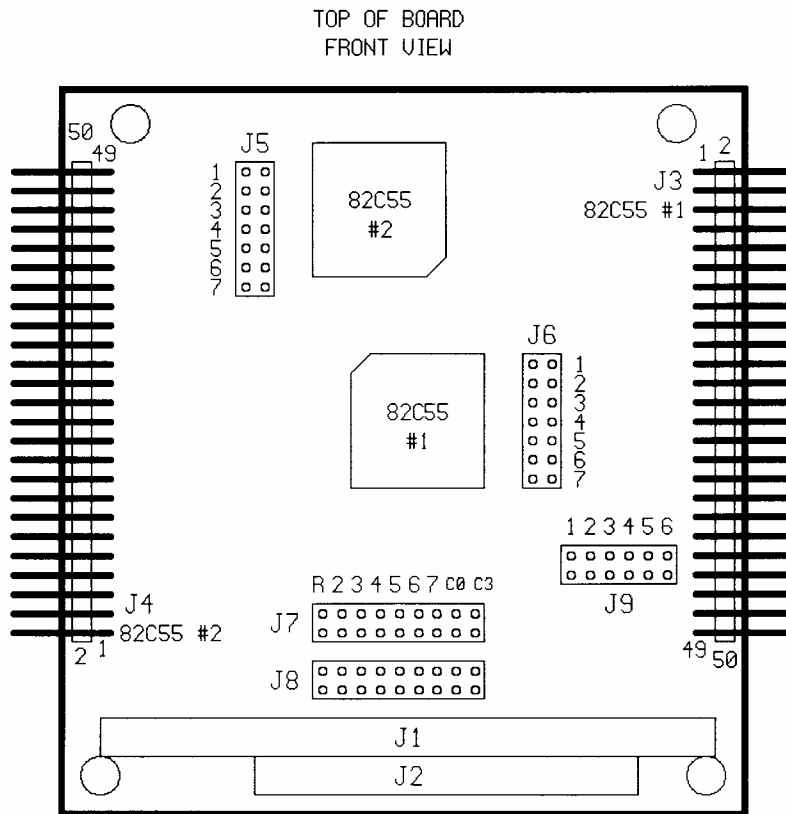 TOP OF BOARD
FRONT VIEW
50
49
J5
1
2
3
4
5
6
7
82C55
#2
1 2
J3
82C55 #1
J6
1
2
3
4
5
6
7
82C55
#1
1 2 3 4 5 6
J9
R 2 3 4 5 6 7 C0 C3
J7
J8
J4
82C55 #2
2 1
49
50
J1
J2